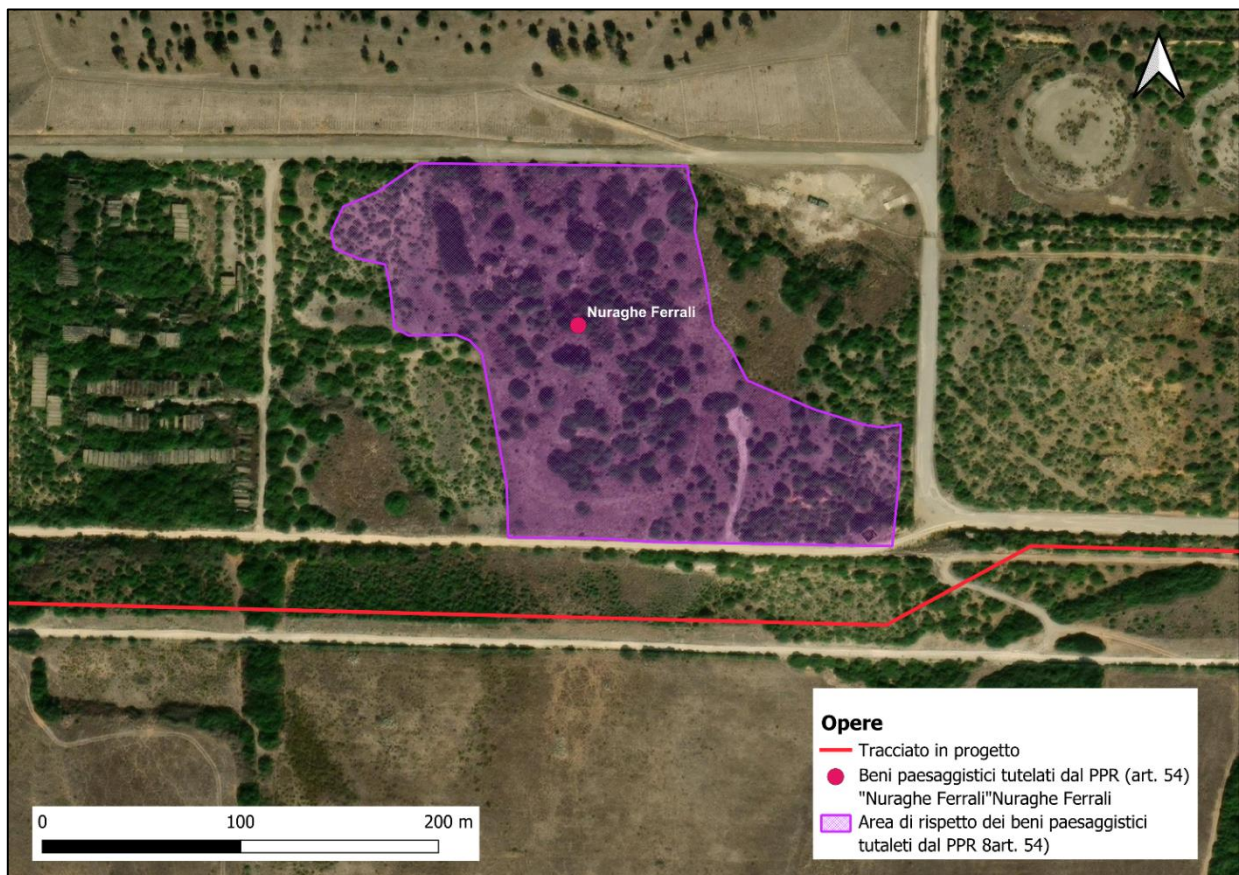 Nuraghe Ferrali
Opere
Tracciato in progetto
Beni paesaggistici tutelati dal PPR (art. 54)
"Nuraghe Ferrali"Nuraghe Ferrali
Area di rispetto dei beni paesaggistici
tutaleti dal PPR 8art. 54)
0 100 200 m